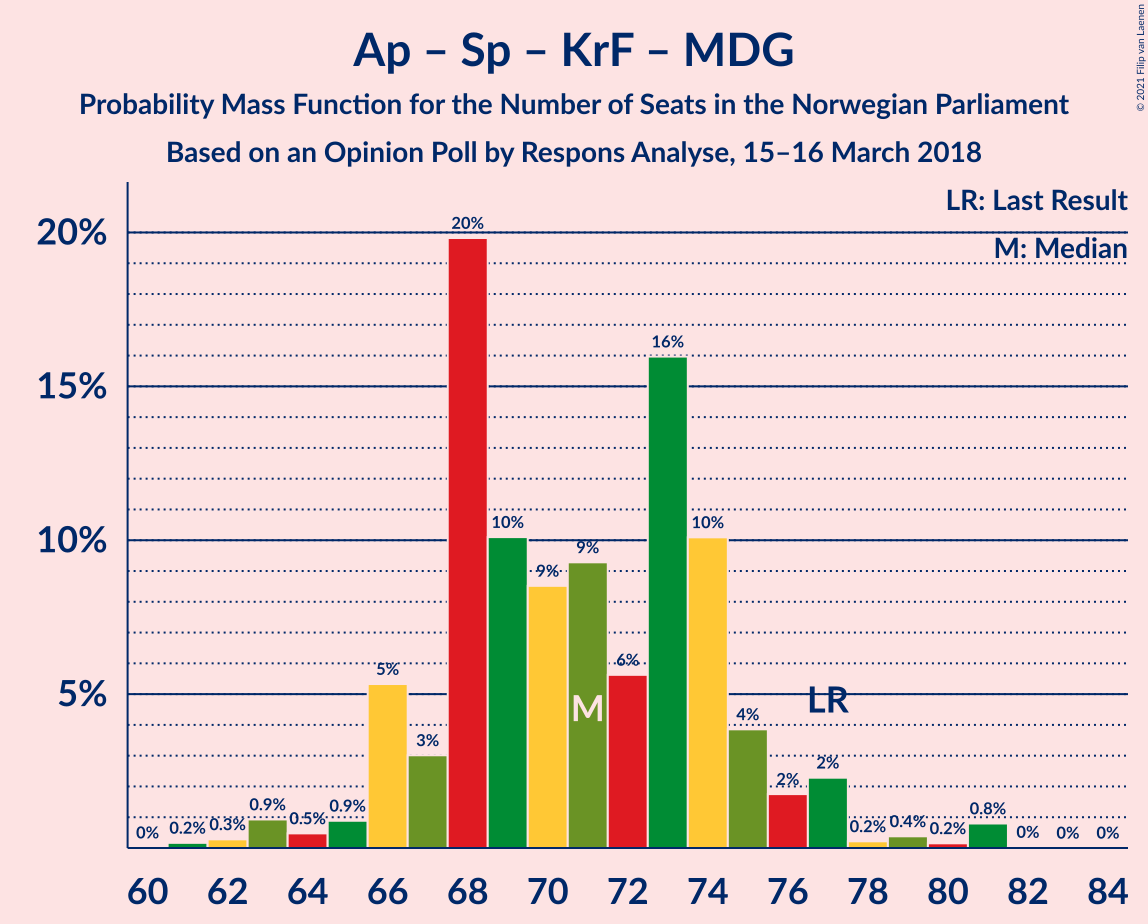 Ap – Sp – KrF – MDG
Probability Mass Function for the Number of Seats in the Norwegian Parliament
Based on an Opinion Poll by Respons Analyse, 15–16 March 2018
© 2021 Filip van Laenen
LR: Last Result
M: Median
20%
15%
10%
5%
0% 0.2% 0.3% 0.9% 0.5% 0.9% 5% 3% 20% 10% 9% 9% 6% 16% 10% 4% 2% 2% 0.2% 0.4% 0.2% 0.8% 0% 0% 0%
M
LR
60 62 64 66 68 70 72 74 76 78 80 82 84